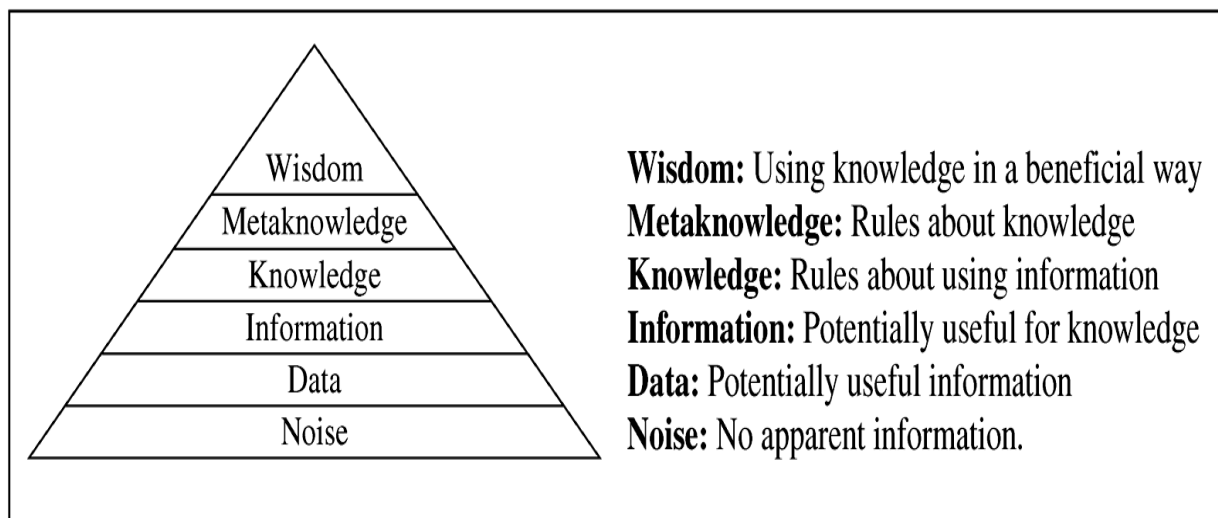 Wisdom
Metaknowledge
Knowledge
Information
Data
Noise
Wisdom: Using knowledge in a beneficial way
Metaknowledge: Rules about knowledge
Knowledge: Rules about using information
Information: Potentially useful for knowledge
Data: Potentially useful information
Noise: No apparent information.